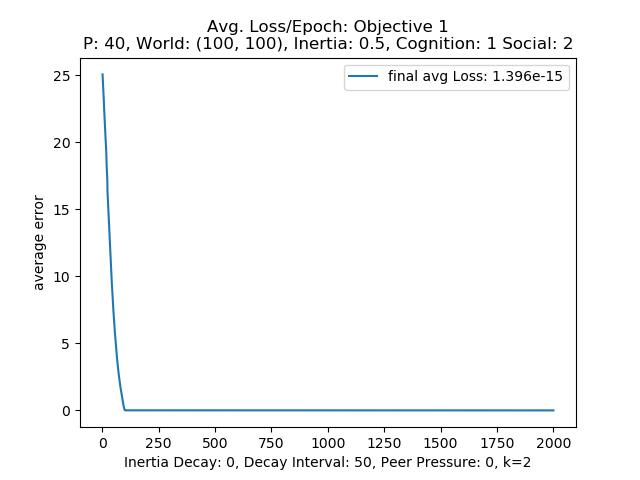 Avg. Loss/Epoch: Objective 1
P: 40, World: (100, 100), Inertia: 0.5, Cognition: 1 Social: 2
final avg Loss: 1.396e-15
25
20
15
10
5
0
average error
0 250 500 750 1000 1250 1500 1750 2000
Inertia Decay: 0, Decay Interval: 50, Peer Pressure: 0, k=2